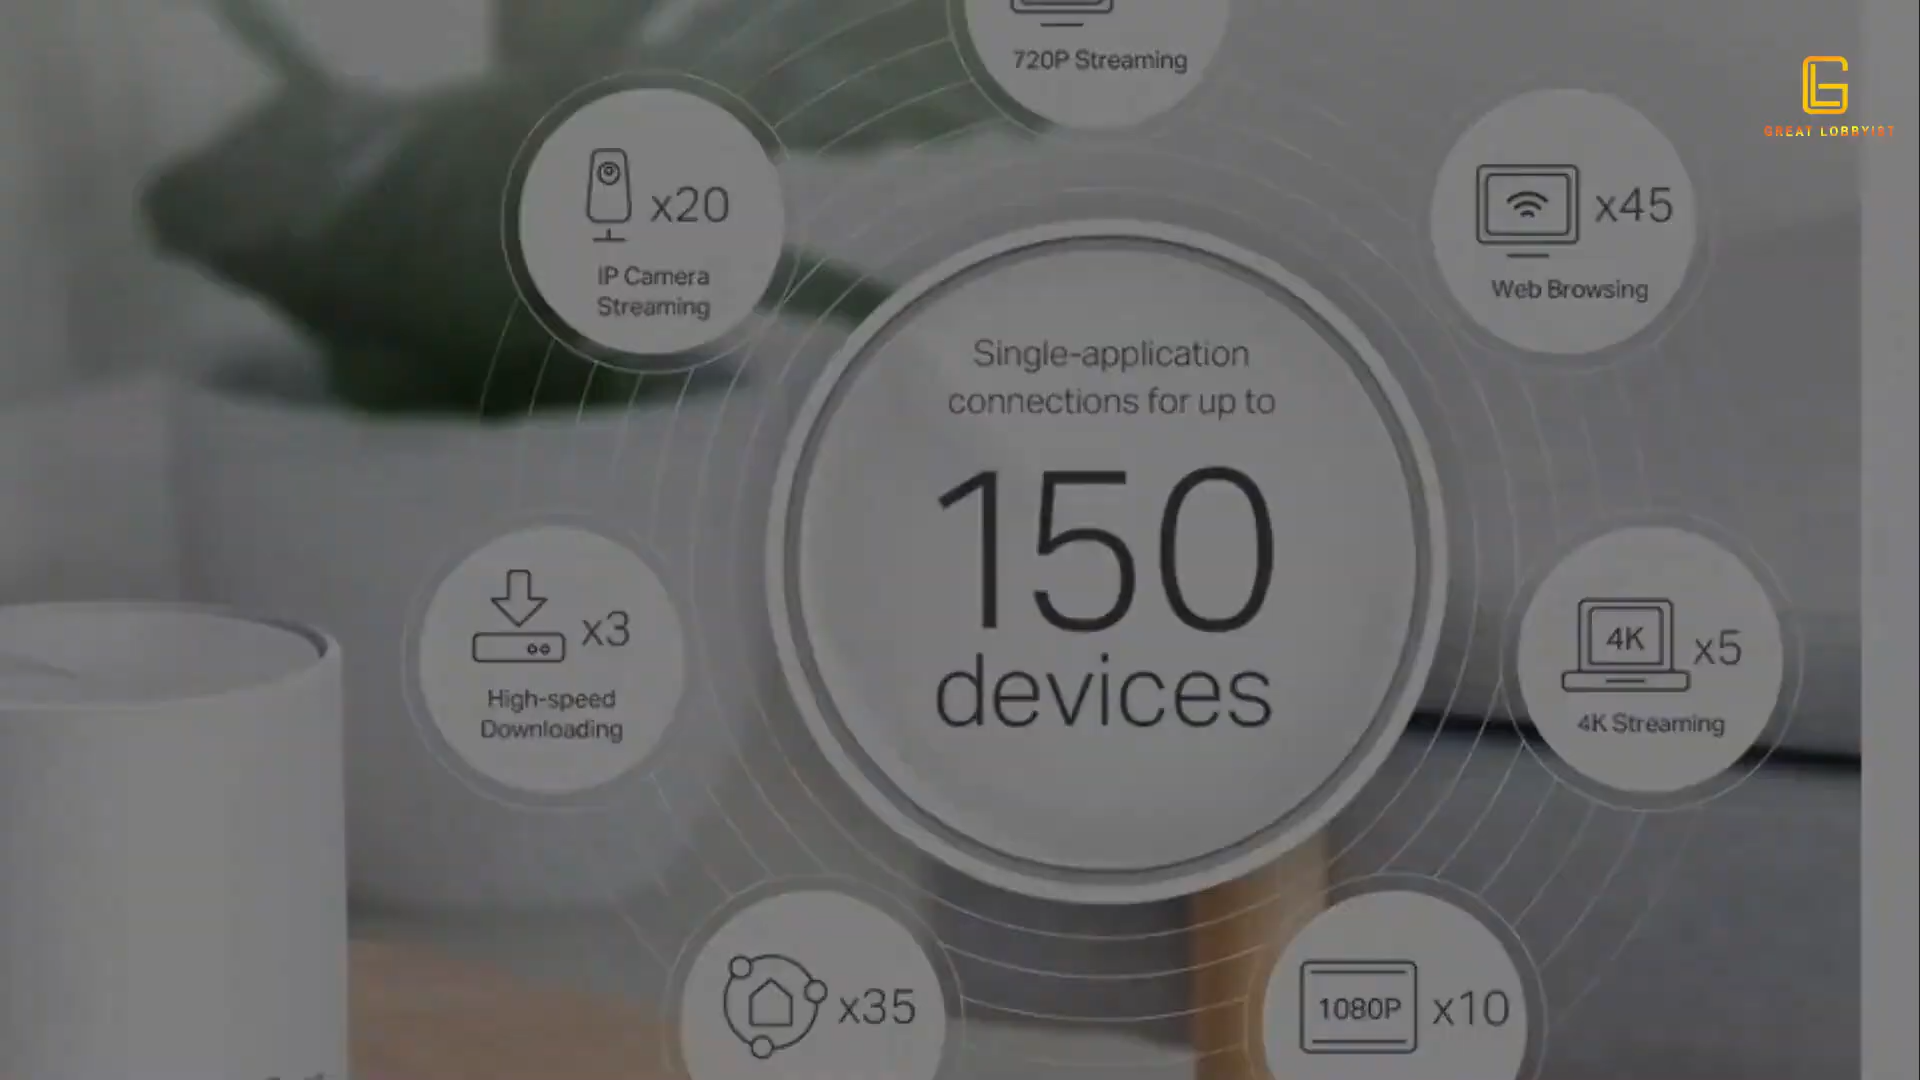 720P Streaming
GREAT LOBBYIST
x20
IP Camera
Streaming
x45
Web Browsing
Single-application
connections for up to
150
devices
x3
High-speed
Downloading
4K
x5
4K Streaming
x35
1080P
x10